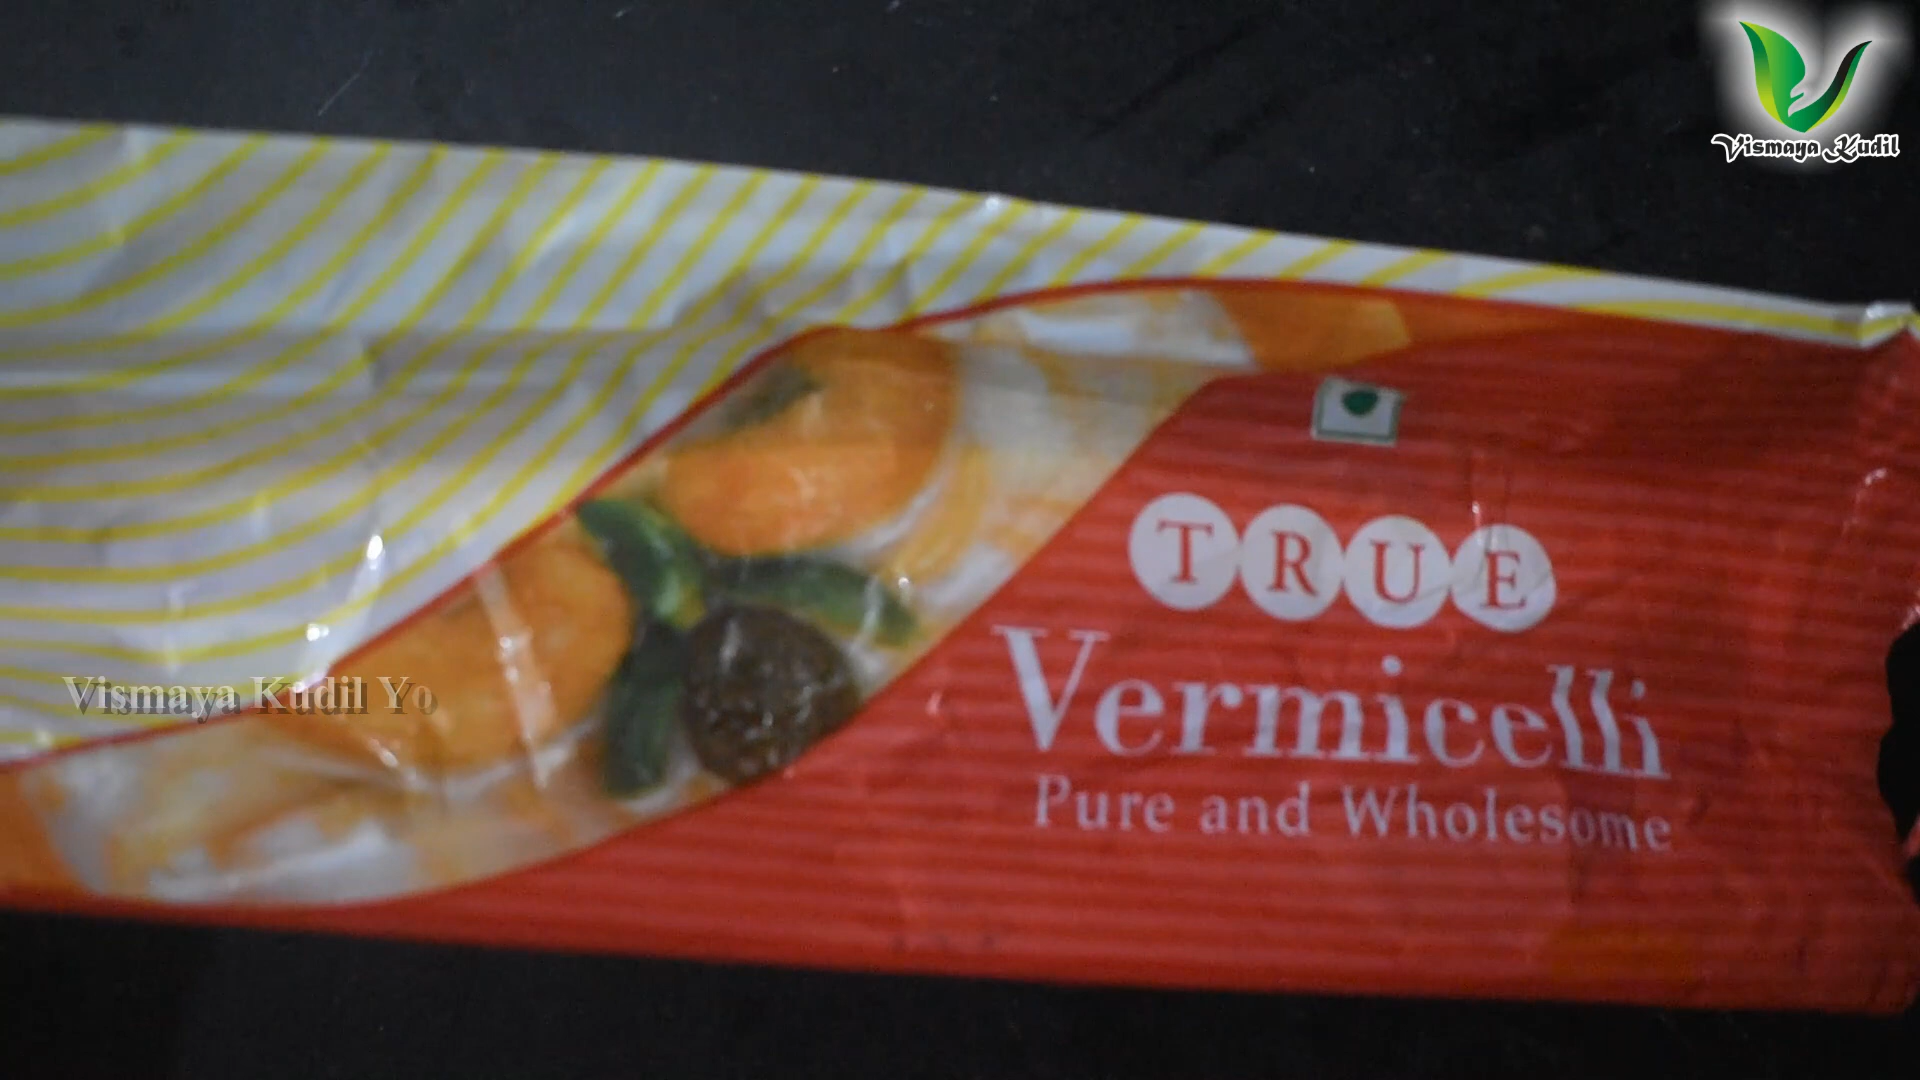 Vismaya Kudil
TRUE
Vermicelli
Pure and Wholesome
Vismaya Kudil Yo